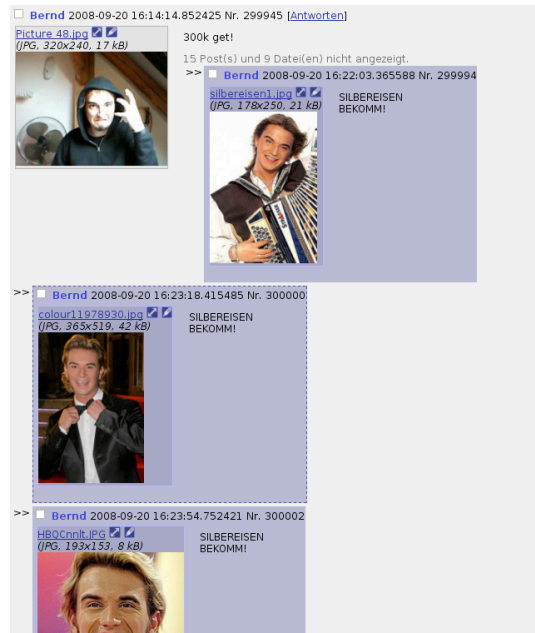 Bernd 2008-09-20 16:14:14.852425 Nr. 299945 [Antworten]
Picture 48.jpg
(JPG, 320x240, 17 kB)
300k get!
15 Post(s) und 9 Datei(en) nicht angezeigt.
>> Bernd 2008-09-20 16:22:03.365588 Nr. 299994
silbereisen1.jpg
(JPG, 178x250, 21 kB)
SILBEREISEN
BEKOMM!
>> Bernd 2008-09-20 16:23:18.415485 Nr. 300000
colour11978930.jpg
(JPG, 365x519, 42 kB)
SILBEREISEN
BEKOMM!
>> Bernd 2008-09-20 16:23:54.752421 Nr. 300002
HBQCnnlt.JPG
(JPG, 193x153, 8 kB)
SILBEREISEN
BEKOMM!